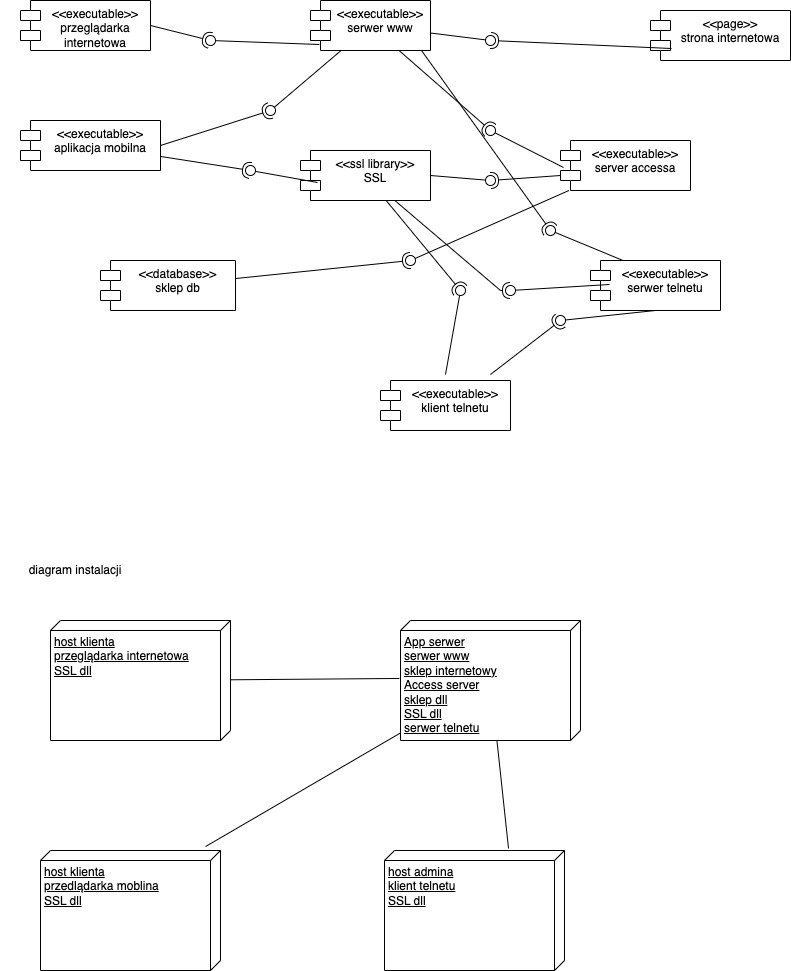 <<executable>>
przeglądarka
internetowa
<<executable>>
serwer www
<<page>>
strona internetowa
<<executable>>
aplikacja mobilna
<<ssl library>>
SSL
<<executable>>
server accessa
<<database>>
sklep db
<<executable>>
serwer telnetu
<<executable>>
klient telnetu
diagram instalacji
host klienta
przeglądarka internetowa
SSL dll
App serwer
serwer www
sklep internetowy
Access server
sklep dll
SSL dll
serwer telnetu
host klienta
przedlądarka moblina
SSL dll
host admina
klient telnetu
SSL dll